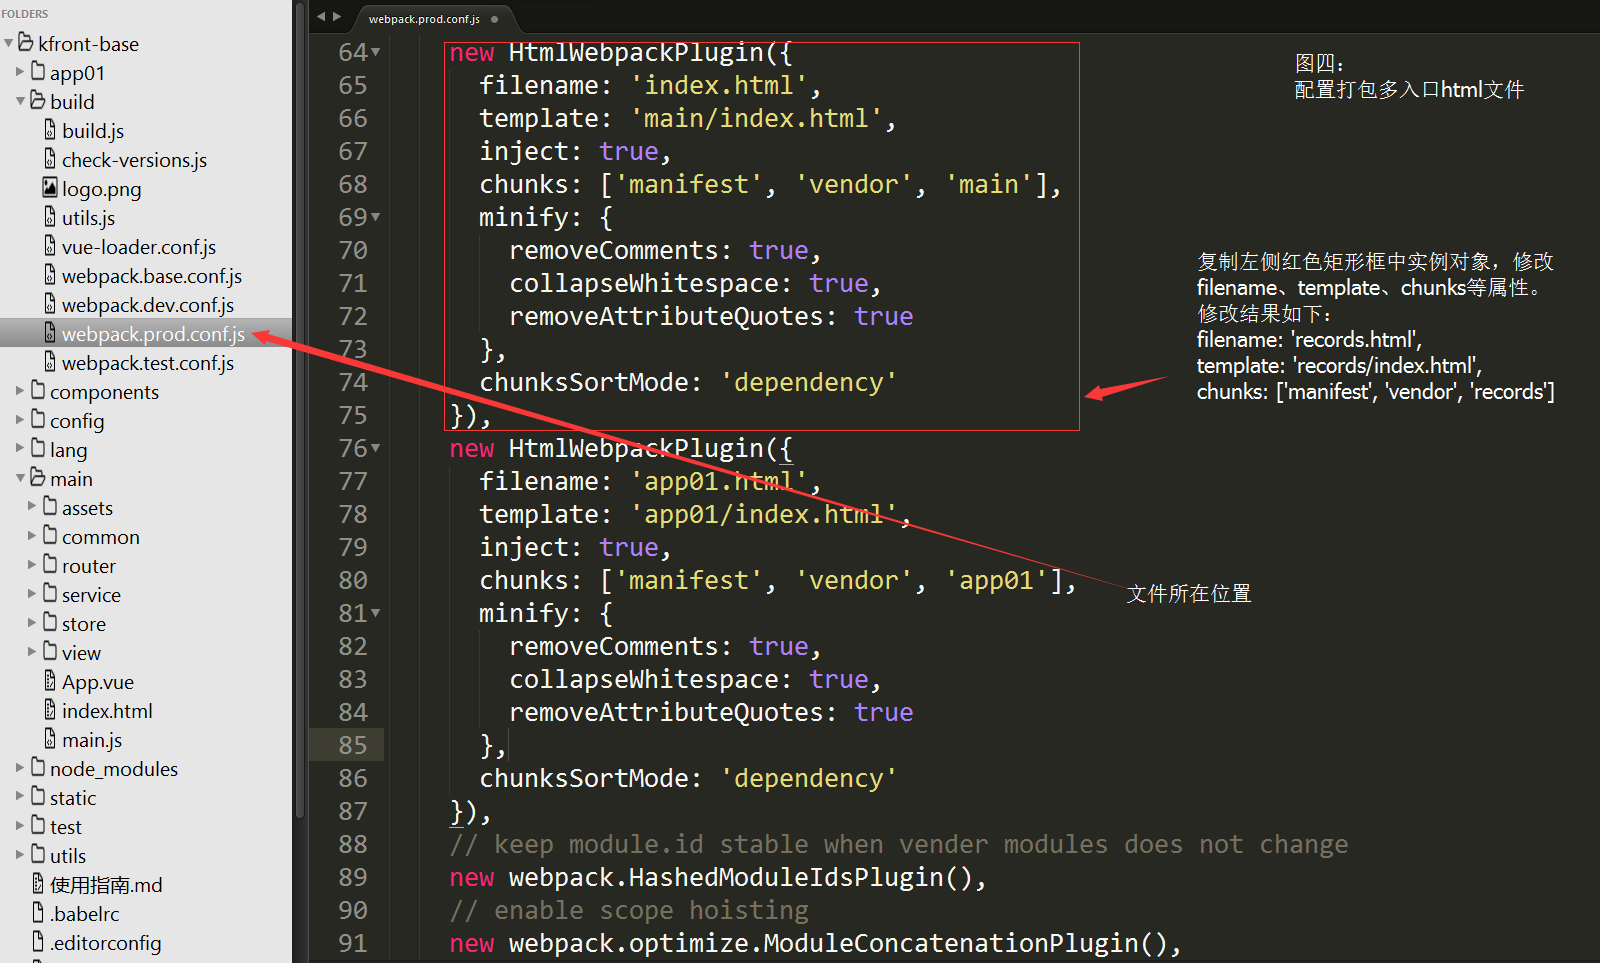 FOLDERS
kfront-base
app01
build
build.js
check-versions.js
logo.png
utils.js
vue-loader.conf.js
webpack.base.conf.js
webpack.dev.conf.js
webpack.prod.conf.js
webpack.test.conf.js
components
config
lang
main
assets
common
router
service
store
view
App.vue
index.html
main.js
node_modules
static
test
utils
使用指南.md
.babelrc
.editorconfig
webpack.prod.conf.js
64 new HtmlWebpackPlugin({
65 filename: 'index.html',
66 template: 'main/index.html',
67 inject: true,
68 chunks: ['manifest', 'vendor', 'main'],
69 minify: {
70 removeComments: true,
71 collapseWhitespace: true,
72 removeAttributeQuotes: true
73 },
74 chunksSortMode: 'dependency'
75 }),
76 new HtmlWebpackPlugin({
77 filename: 'app01.html',
78 template: 'app01/index.html',
79 inject: true,
80 chunks: ['manifest', 'vendor', 'app01'],
81 minify: {
82 removeComments: true,
83 collapseWhitespace: true,
84 removeAttributeQuotes: true
85 },
86 chunksSortMode: 'dependency'
87 }),
88 // keep module.id stable when vender modules does not change
89 new webpack.HashedModuleIdsPlugin(),
90 // enable scope hoisting
91 new webpack.optimize.ModuleConcatenationPlugin(),
图四：
配置打包多入口html文件
复制左侧红色矩形框中实例对象，修改
filename、template、chunks等属性。
修改结果如下：
filename: 'records.html',
template: 'records/index.html',
chunks: ['manifest', 'vendor', 'records']
文件所在位置